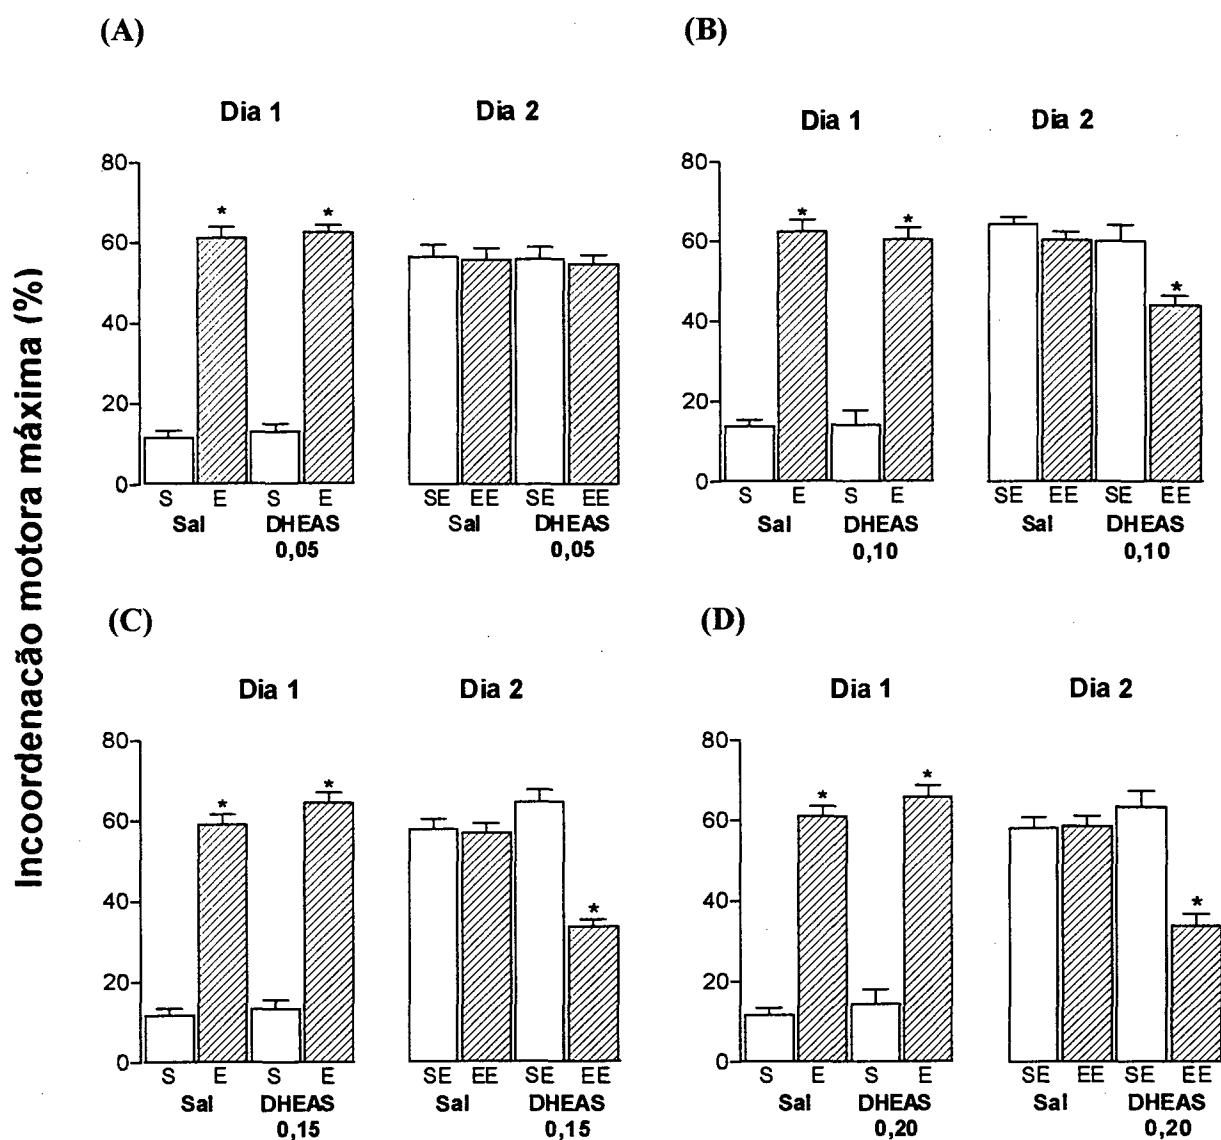 Incoordenacão motora máxima (%)
(A)
Dia 1
Dia 2
80
60
40
20
0
*
*
S E S E
Sal DHEAS
0,05
SE EE SE EE
Sal DHEAS
0,05
(B)
Dia 1
Dia 2
80
60
40
20
0
*
*
*
S E S E
Sal DHEAS
0,10
SE EE SE EE
Sal DHEAS
0,10
(C)
Dia 1
Dia 2
80
60
40
20
0
*
*
*
S E S E
Sal DHEAS
0,15
SE EE SE EE
Sal DHEAS
0,15
(D)
Dia 1
Dia 2
80
60
40
20
0
*
*
*
S E S E
Sal DHEAS
0,20
SE EE SE EE
Sal DHEAS
0,20